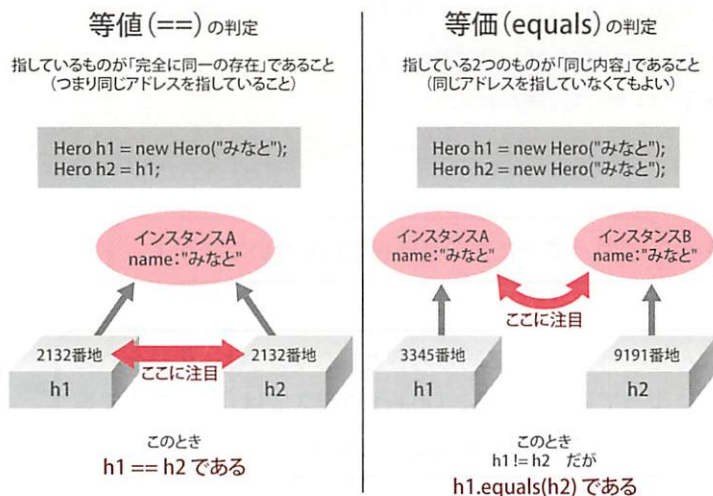 等値(==)の判定
指しているものが「完全に同一の存在」であること
(つまり同じアドレスを指していること)
Hero h1 = new Hero("みなと");
Hero h2 = h1;
インスタンスA
name:"みなと"
2132番地
2132番地
ここに注目
h1
h2
このとき
h1 == h2 である
等価(equals)の判定
指している2つのものが「同じ内容」であること
(同じアドレスを指していなくてもよい)
Hero h1 = new Hero("みなと");
Hero h2 = new Hero("みなと");
インスタンスA
name:"みなと"
インスタンスB
name:"みなと"
ここに注目
3345番地
9191番地
h1
h2
このとき
h1 != h2 だが
h1.equals(h2) である